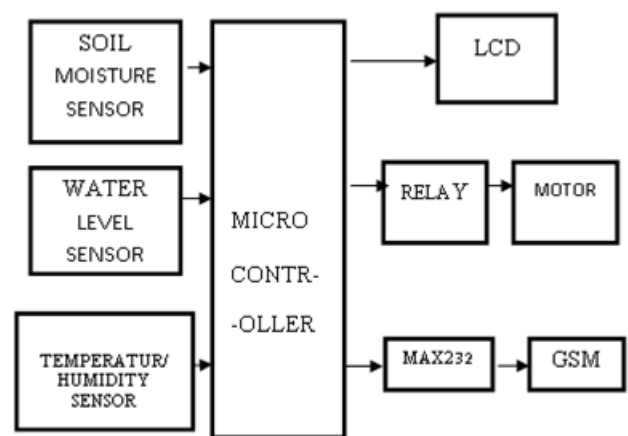 SOIL
MOISTURE
SENSOR
WATER
LEVEL
SENSOR
TEMPERATUR/
HUMIDITY
SENSOR
MICRO
CONTR-
-OLLER
LCD
RELAY
MOTOR
MAX232
GSM